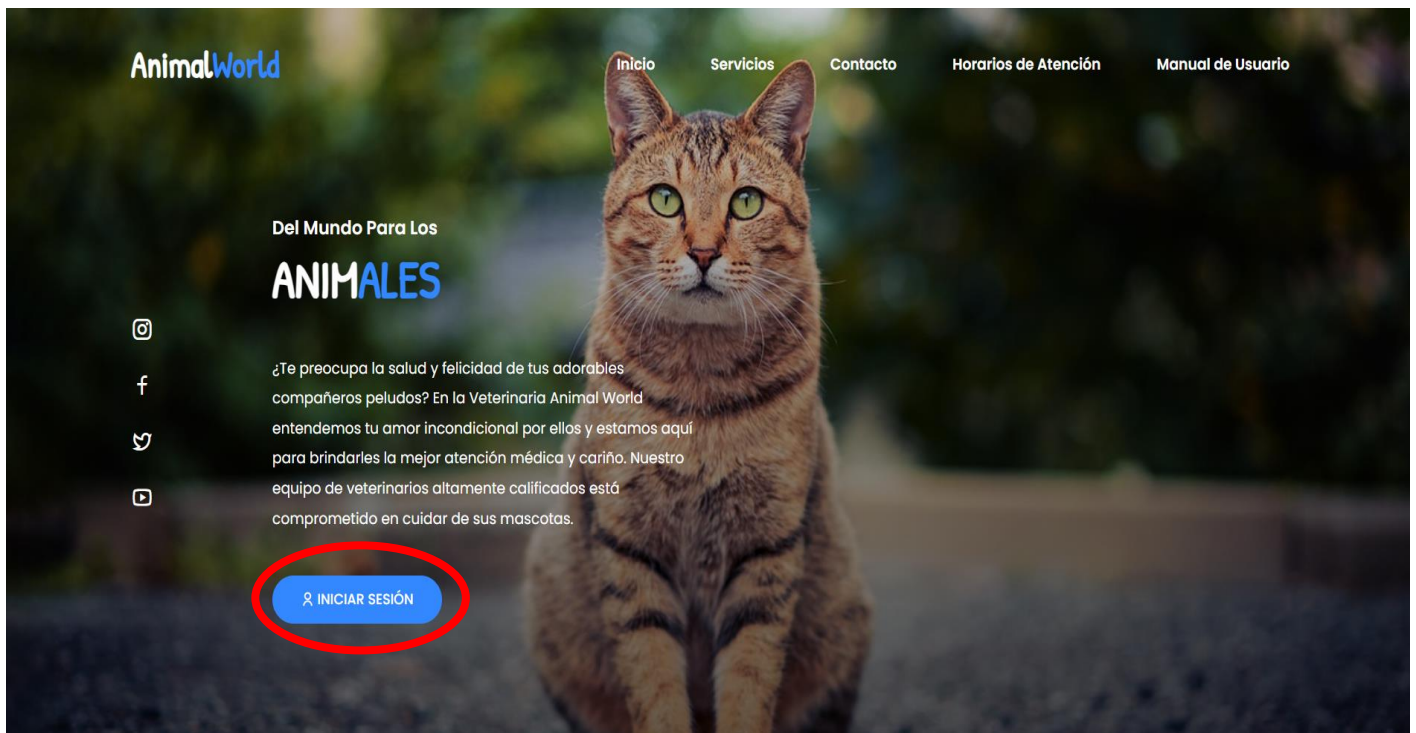 AnimalWorld
Inicio
Servicios
Contacto
Horarios de Atención
Manual de Usuario
Del Mundo Para Los
ANIMALES
¿Te preocupa la salud y felicidad de tus adorables
compañeros peludos? En la Veterinaria Animal World
entendemos tu amor incondicional por ellos y estamos aquí
para brindarles la mejor atención médica y cariño. Nuestro
equipo de veterinarios altamente calificados está
comprometido en cuidar de sus mascotas.
INICIAR SESIÓN